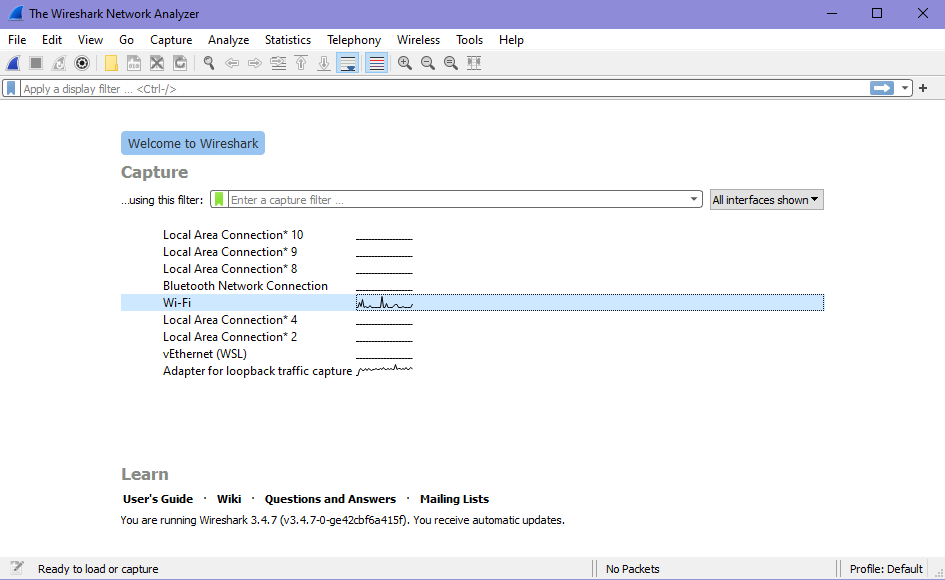 The Wireshark Network Analyzer
File Edit View Go Capture Analyze Statistics Telephony Wireless Tools Help
Apply a display filter ... <Ctrl-/>
Welcome to Wireshark
Capture
...using this filter: Enter a capture filter ... All interfaces shown
Local Area Connection* 10
Local Area Connection* 9
Local Area Connection* 8
Bluetooth Network Connection
Wi-Fi
Local Area Connection* 4
Local Area Connection* 2
vEthernet (WSL)
Adapter for loopback traffic capture
Learn
User's Guide · Wiki · Questions and Answers · Mailing Lists
You are running Wireshark 3.4.7 (v3.4.7-0-ge42cbf6a415f). You receive automatic updates.
Ready to load or capture No Packets Profile: Default